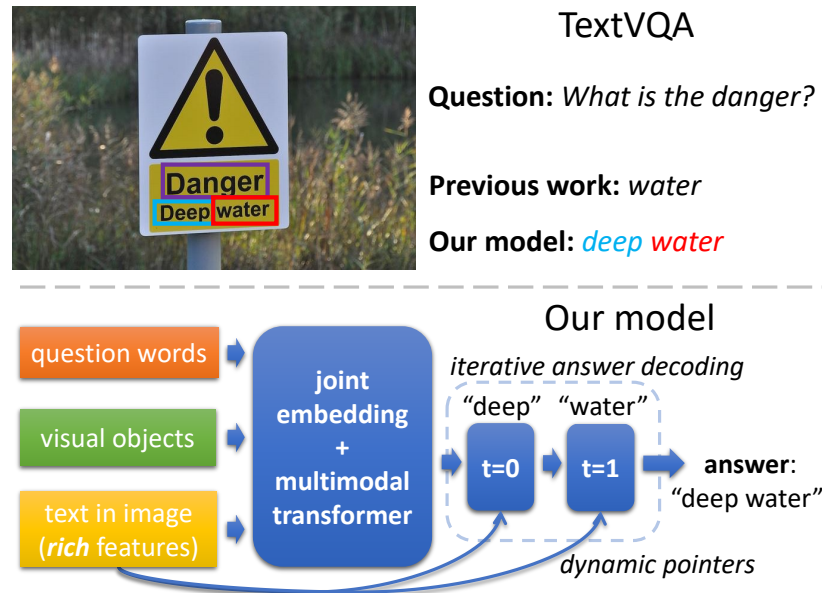 TextVQA
Danger
Deep water
Question: What is the danger?
Previous work: water
Our model: deep water
Our model
question words
visual objects
text in image
(rich features)
joint
embedding
+
multimodal
transformer
iterative answer decoding
“deep” “water”
t=0 t=1
answer:
“deep water”
dynamic pointers